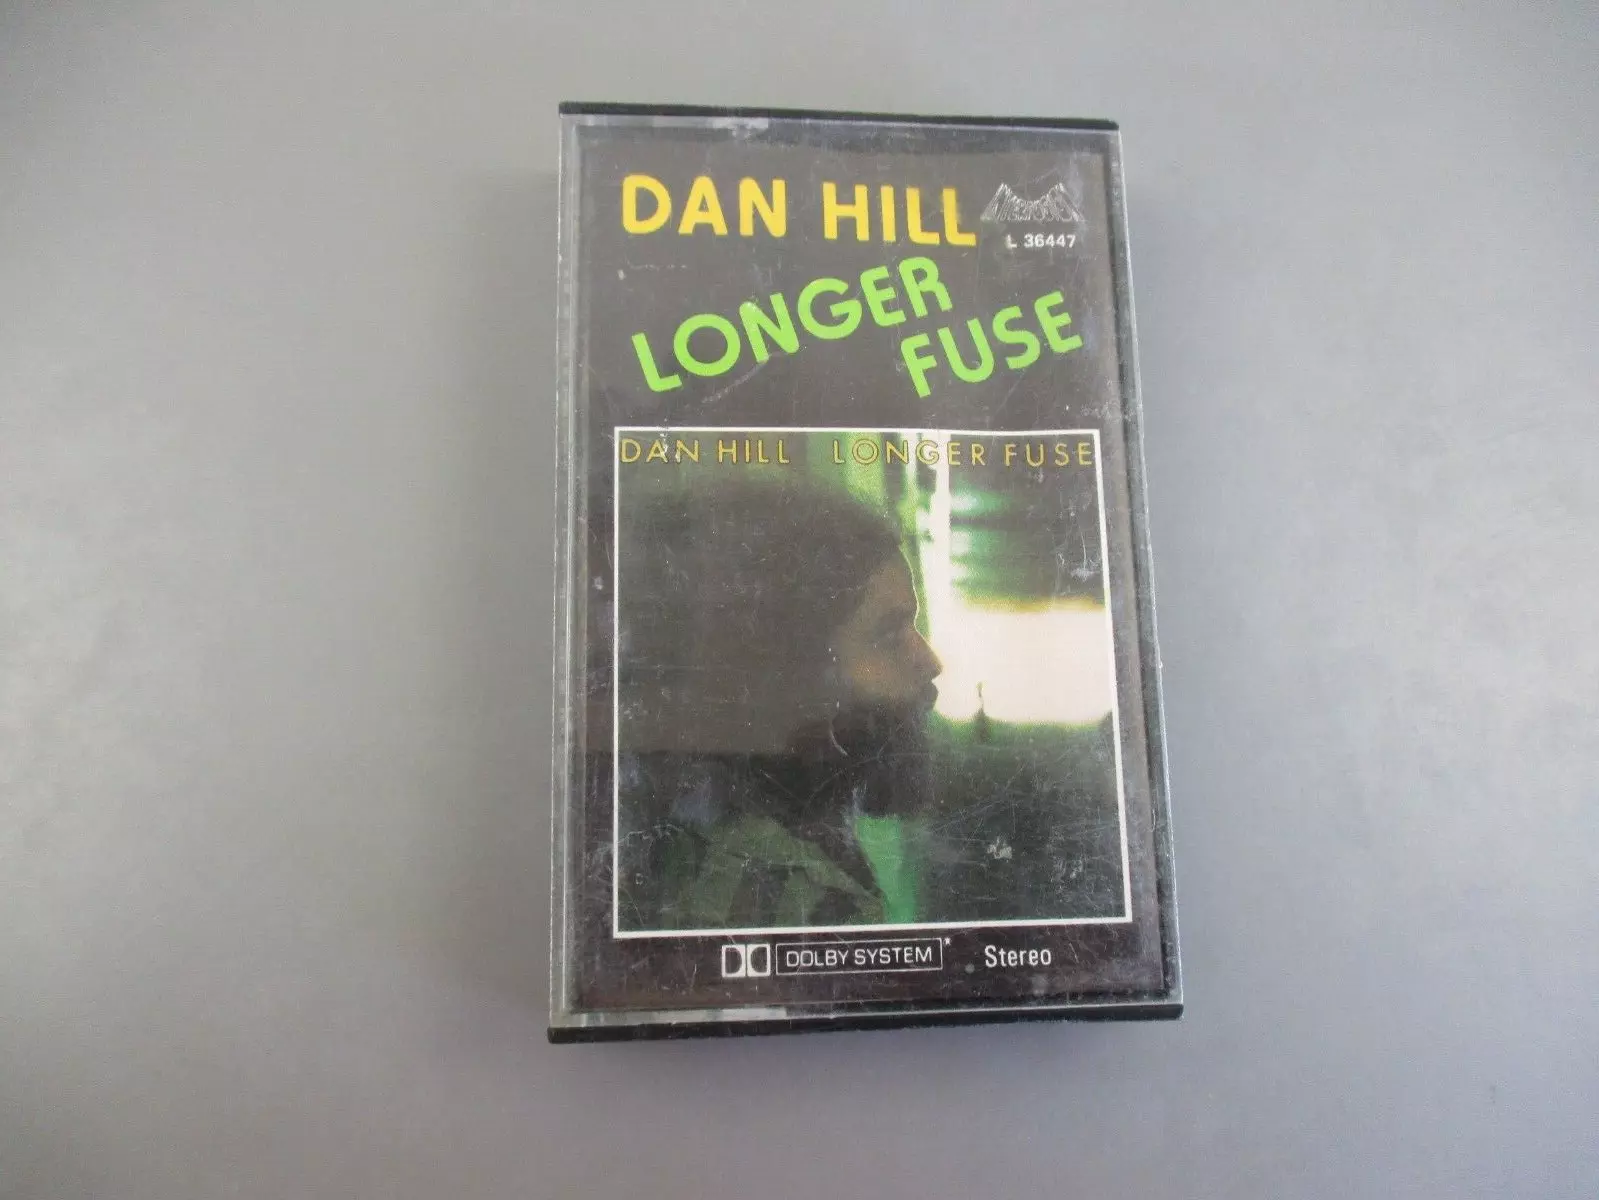 DAN HILL
L 36447
LONGER
FUSE
DAN HILL LONGER FUSE
DOLBY SYSTEM*
Stereo